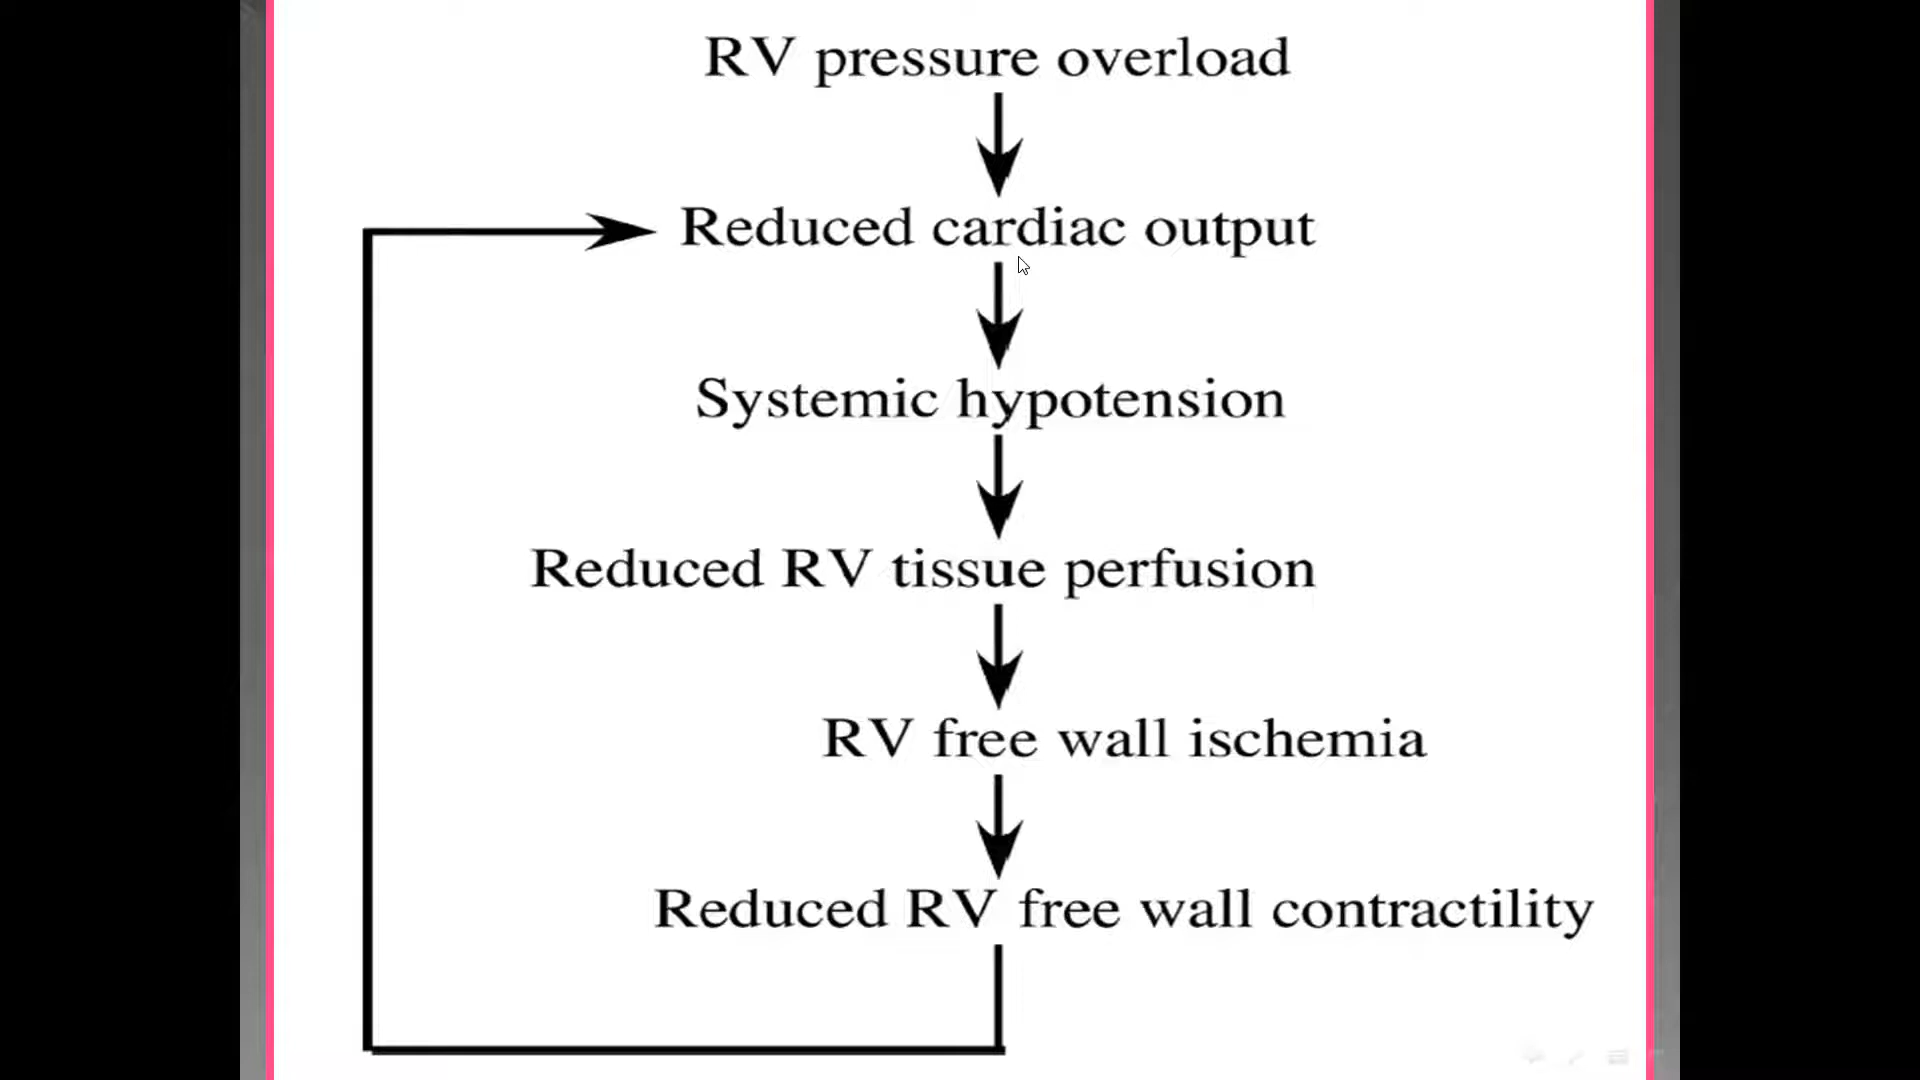 RV pressure overload
Reduced cardiac output
Systemic hypotension
Reduced RV tissue perfusion
RV free wall ischemia
Reduced RV free wall contractility